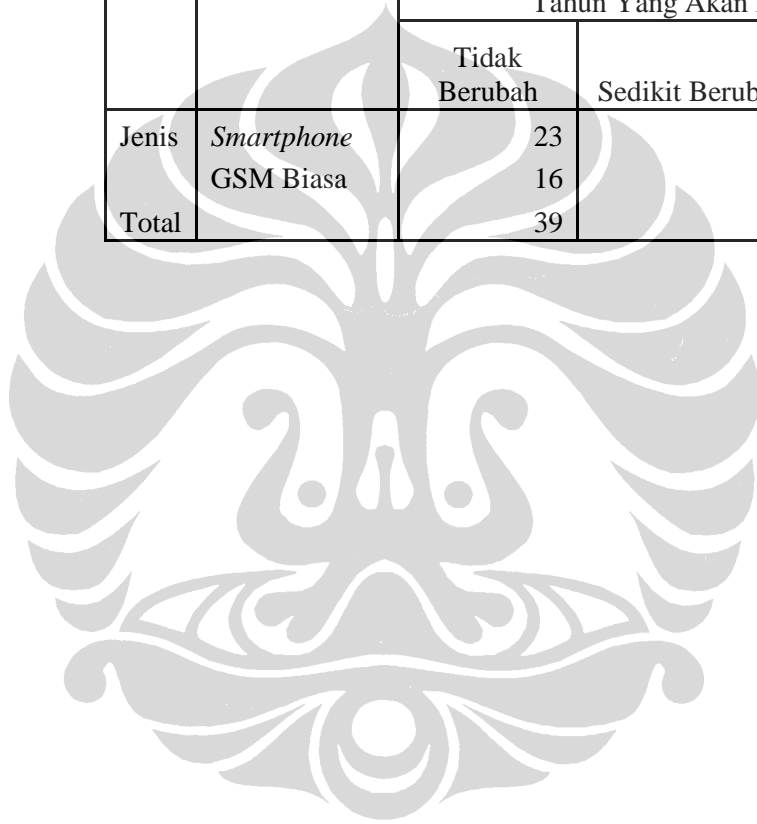 Tahun Yang Akan
Tidak
Berubah Sedikit Berub
Jenis Smartphone 23
GSM Biasa 16
Total 39